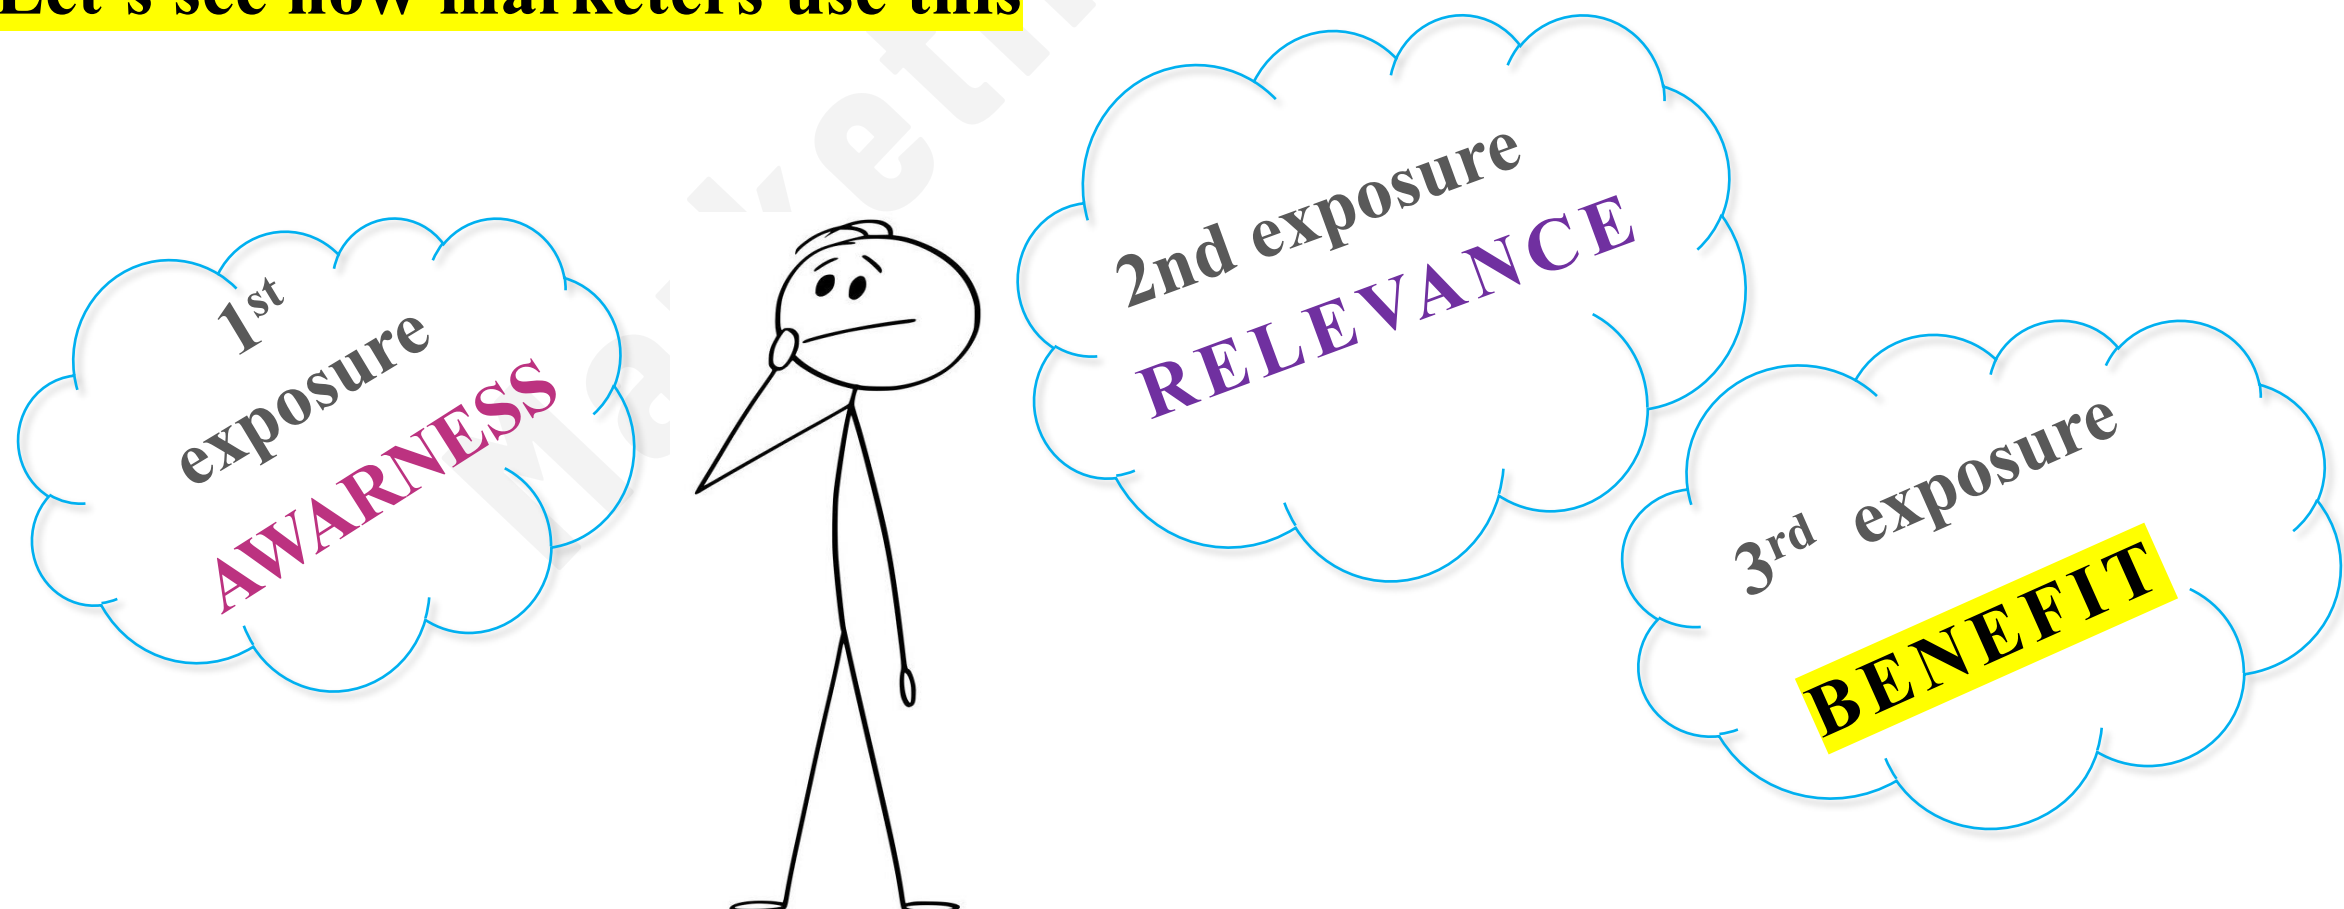 Let's see how marketers use this
1st
exposure
AWARNESS
2nd exposure
RELEVANCE
3rd exposure
BENEFIT